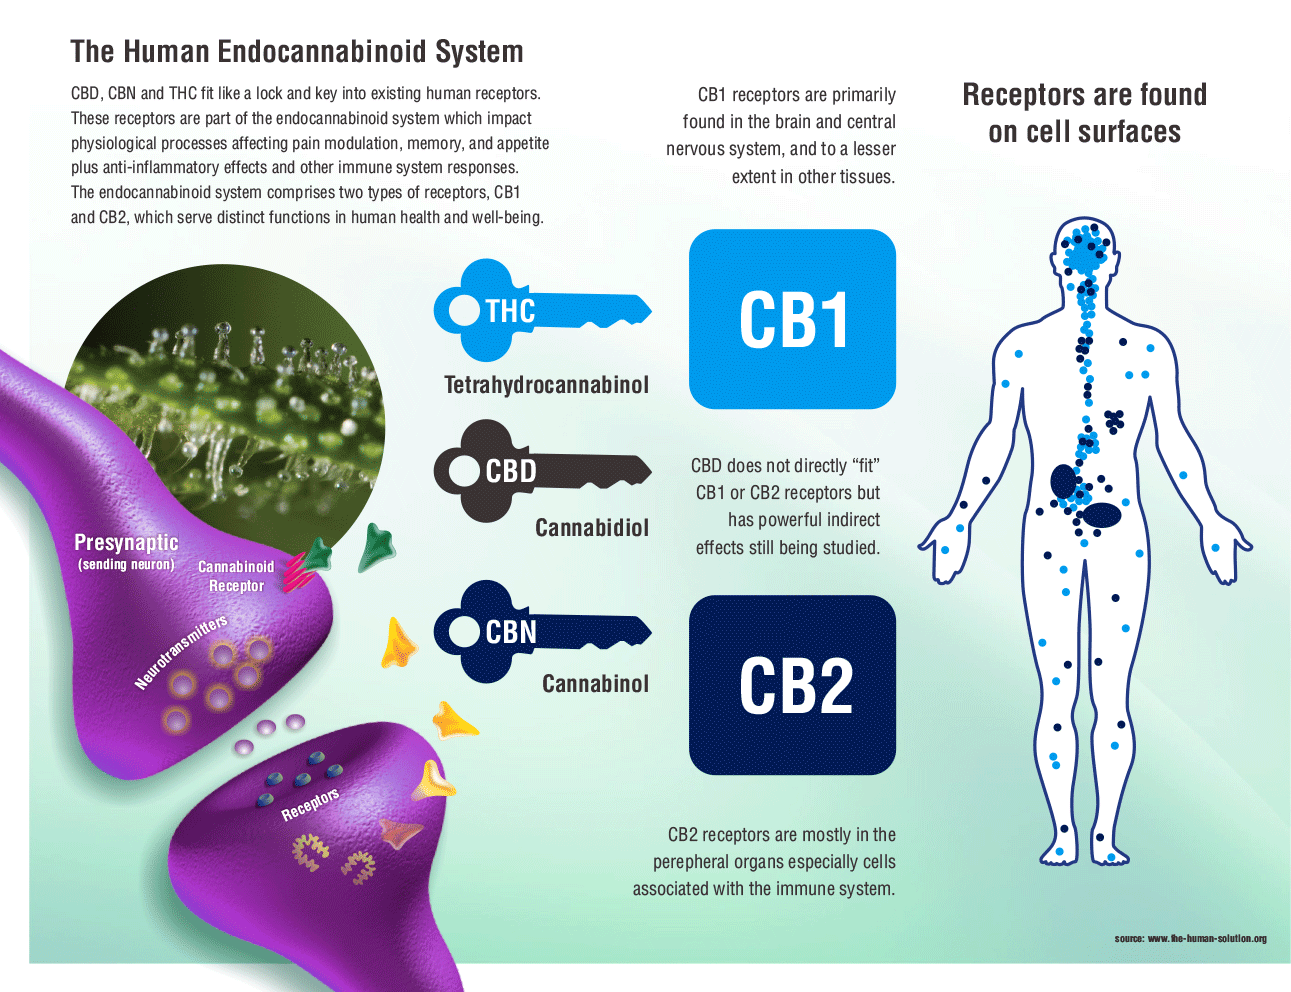 The Human Endocannabinoid System
CBD, CBN and THC fit like a lock and key into existing human receptors.
These receptors are part of the endocannabinoid system which impact
physiological processes affecting pain modulation, memory, and appetite
plus anti-inflammatory effects and other immune system responses.
The endocannabinoid system comprises two types of receptors, CB1
and CB2, which serve distinct functions in human health and well-being.
CB1 receptors are primarily
found in the brain and central
nervous system, and to a lesser
extent in other tissues.
Receptors are found
on cell surfaces
THC
Tetrahydrocannabinol
CB1
CBD
Cannabidiol
CBD does not directly “fit”
CB1 or CB2 receptors but
has powerful indirect
effects still being studied.
CBN
Cannabinol
CB2
CB2 receptors are mostly in the
perepheral organs especially cells
associated with the immune system.
Presynaptic
(sending neuron)
Cannabinoid
Receptor
Neurotransmitters
Receptors
source: www.the-human-solution.org